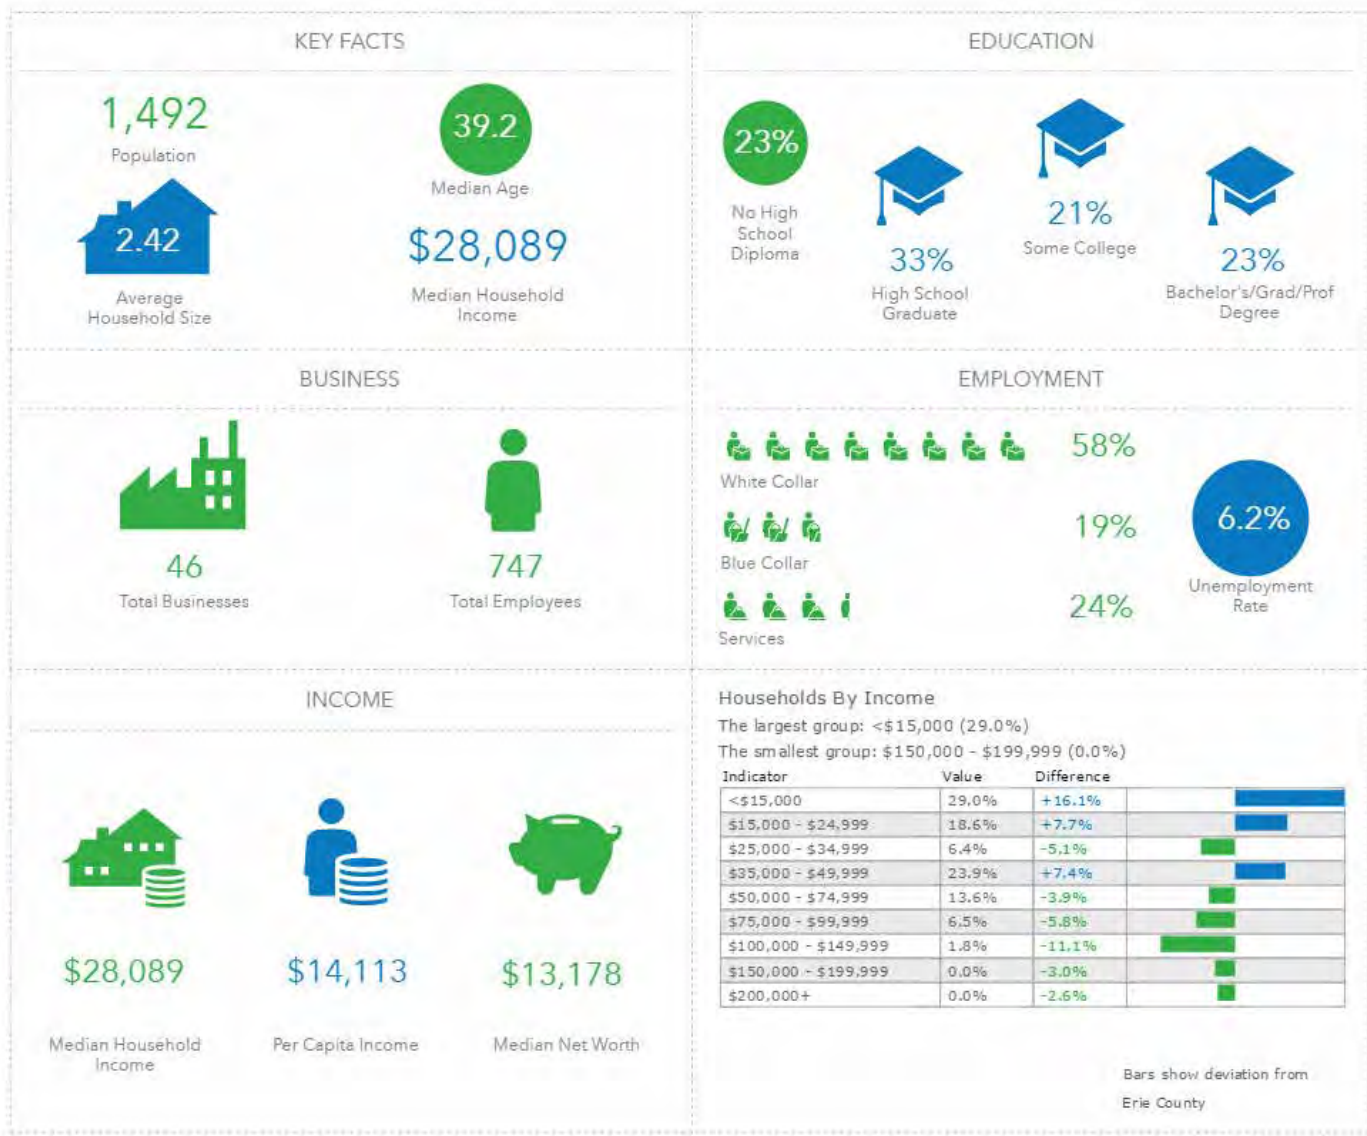 KEY FACTS
1,492
Population
39.2
Median Age
2.42
Average
Household Size
$28,089
Median Household
Income
EDUCATION
23%
No High
School
Diploma
33%
High School
Graduate
21%
Some College
23%
Bachelor's/Grad/Prof
Degree
BUSINESS
46
Total Businesses
747
Total Employees
EMPLOYMENT
58%
White Collar
19%
Blue Collar
24%
Services
6.2%
Unemployment
Rate
INCOME
$28,089
Median Household
Income
$14,113
Per Capita Income
$13,178
Median Net Worth
Households By Income
The largest group: <$15,000 (29.0%)
The smallest group: $150,000 - $199,999 (0.0%)
Indicator Value Difference
<$15,000 29.0% +16.1%
$15,000 - $24,999 18.6% +7.7%
$25,000 - $34,999 6.4% -5.1%
$35,000 - $49,999 23.9% +7.4%
$50,000 - $74,999 13.6% -3.9%
$75,000 - $99,999 6.5% -5.8%
$100,000 - $149,999 1.8% -11.1%
$150,000 - $199,999 0.0% -3.0%
$200,000+ 0.0% -2.6%
Bars show deviation from
Erie County